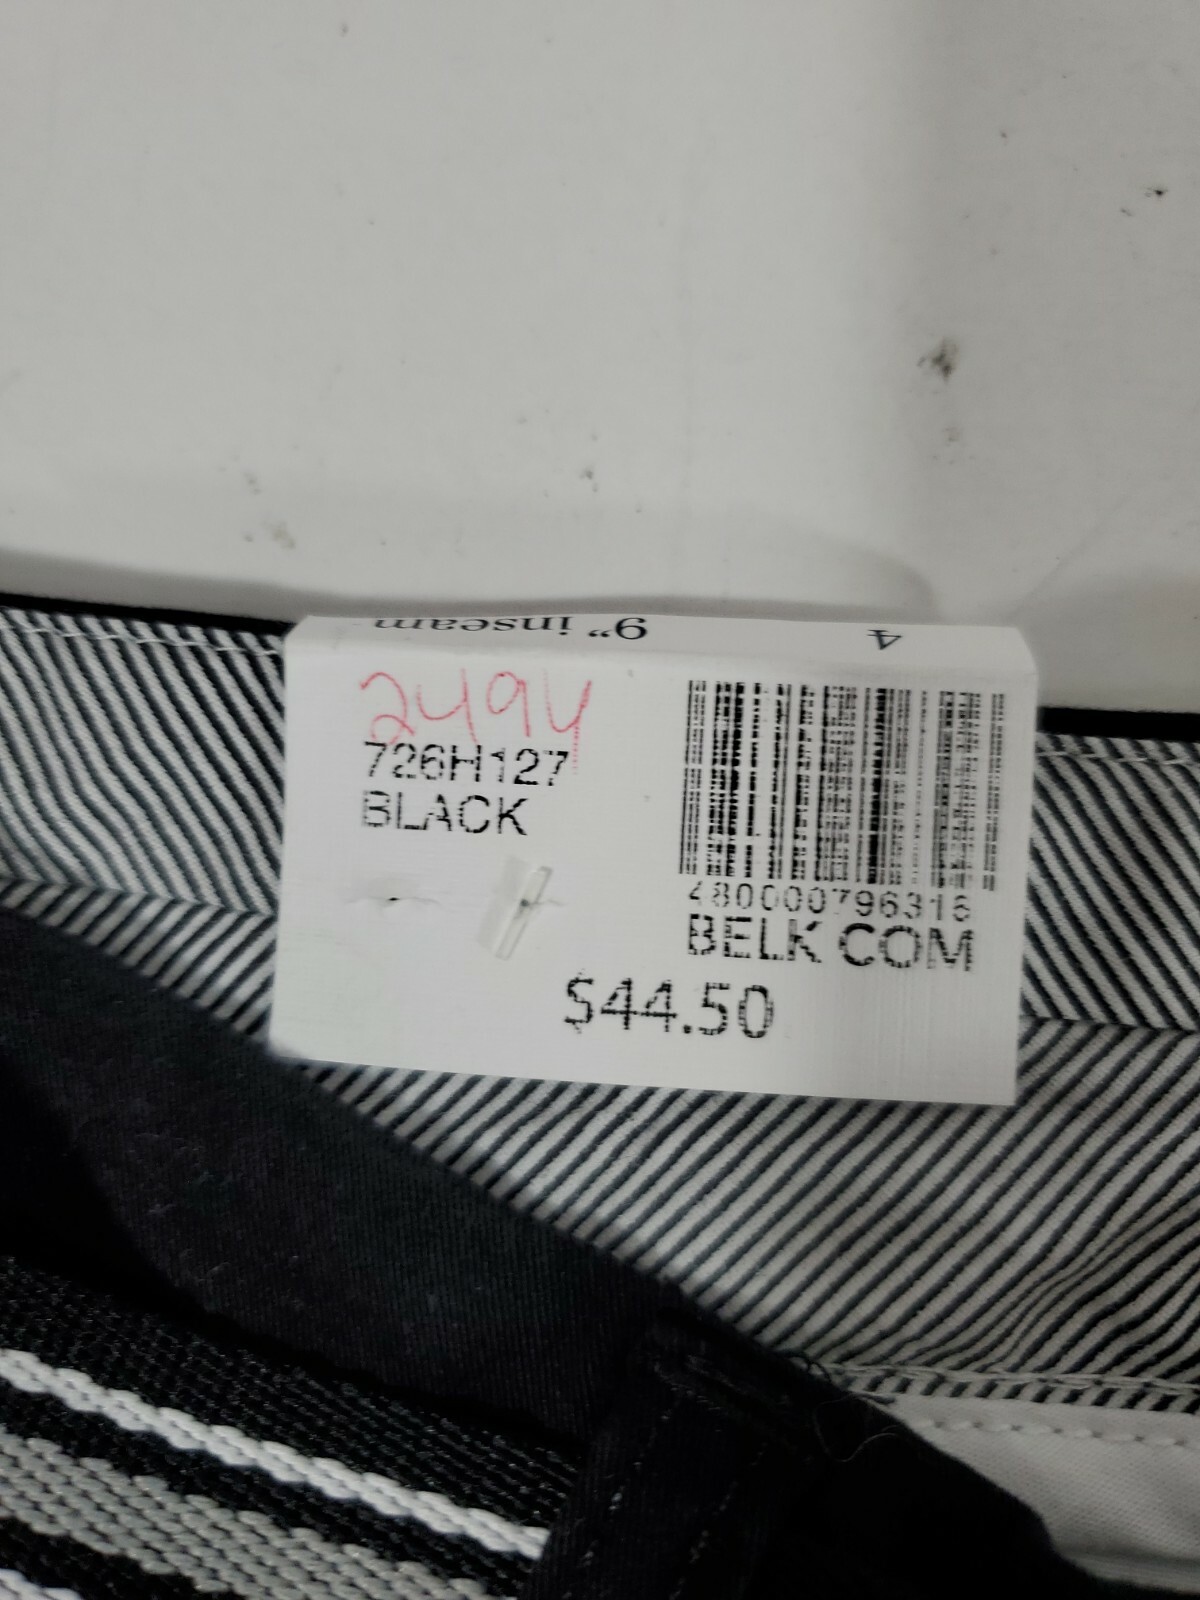 9" inseam 4
2494
726H127
BLACK
480000796316
BELK COM
$44.50